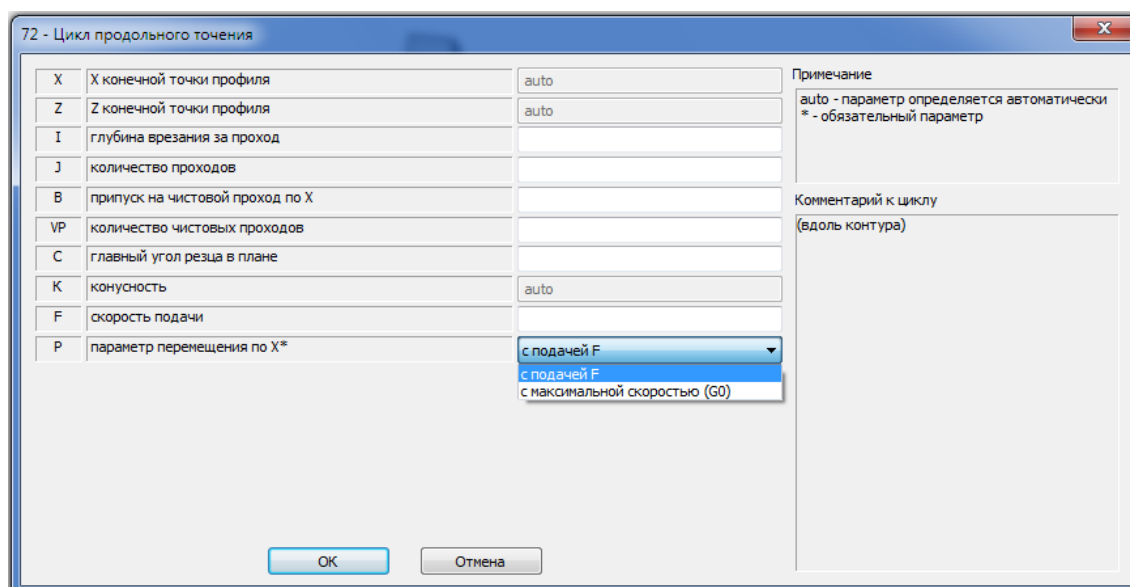 72 - Цикл продольного точения
X X конечной точки профиля auto
Z Z конечной точки профиля auto
I глубина врезания за проход
J количество проходов
B припуск на чистовой проход по X
VP количество чистовых проходов
C главный угол резца в плане
K конусность auto
F скорость подачи
P параметр перемещения по X* с подачей F
с подачей F
с максимальной скоростью (G0)
Примечание
auto - параметр определяется автоматически
* - обязательный параметр
Комментарий к циклу
(вдоль контура)
OK Отмена